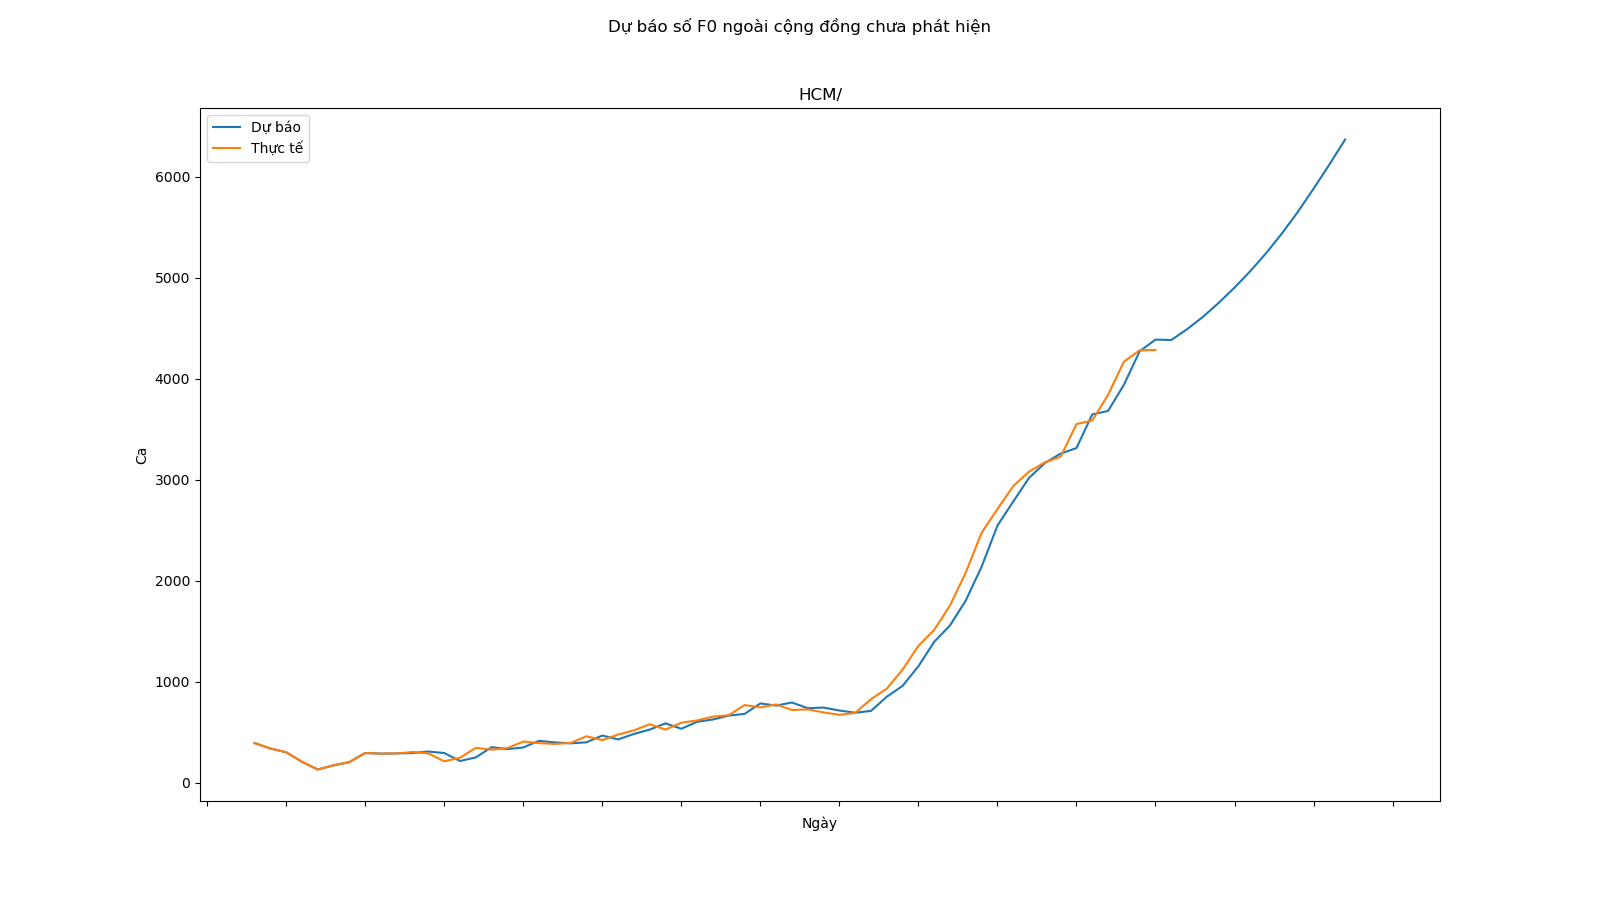 Dự báo số F0 ngoài cộng đồng chưa phát hiện
HCM/
Dự báo
Thực tế
6000
5000
4000
3000
2000
1000
0
Ca
Ngày